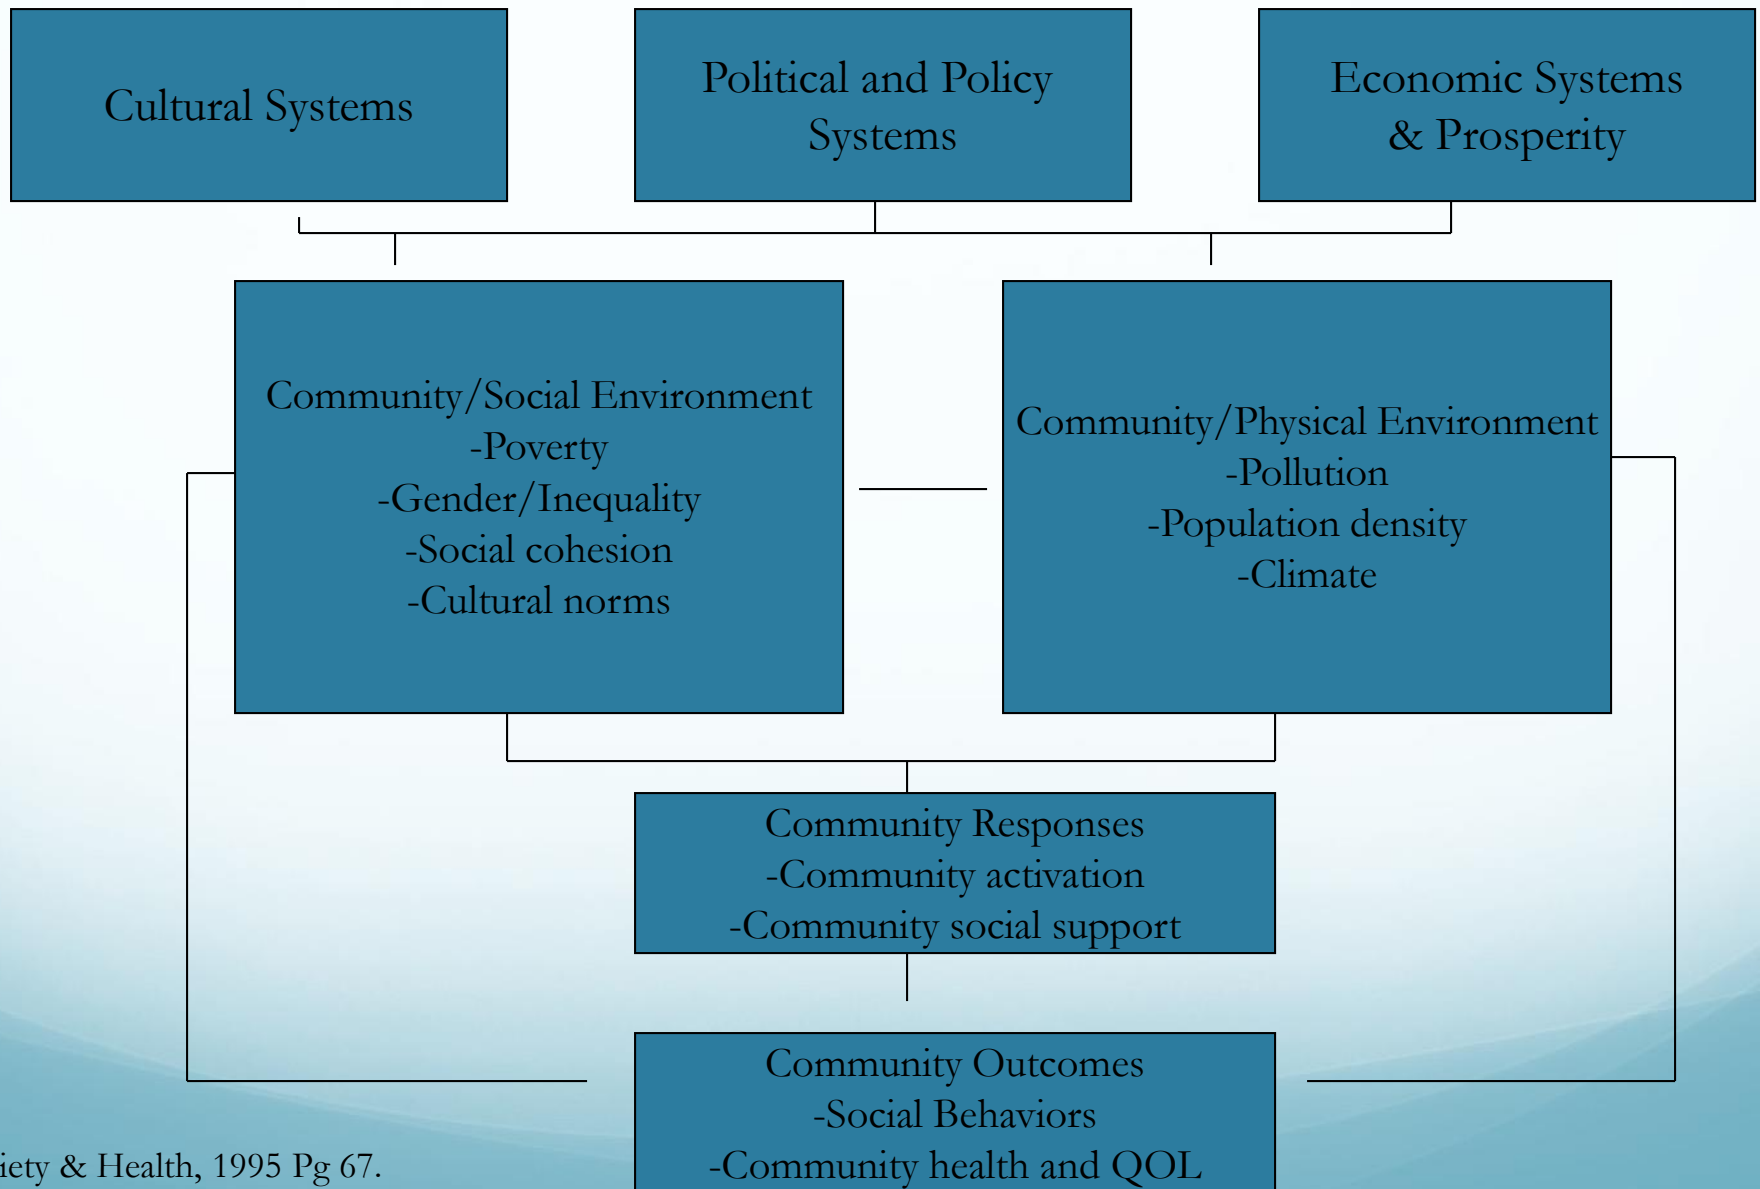 Cultural Systems
Political and Policy
Systems
Economic Systems
& Prosperity
Community/Social Environment
-Poverty
-Gender/Inequality
-Social cohesion
-Cultural norms
Community/Physical Environment
-Pollution
-Population density
-Climate
Community Responses
-Community activation
-Community social support
Community Outcomes
-Social Behaviors
-Community health and QOL
& Health, 1995 Pg 67.